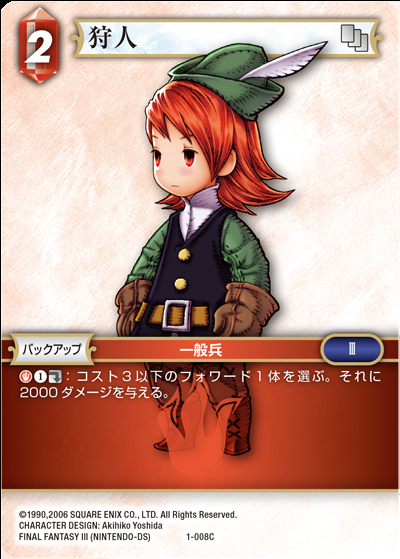 2
狩人
バックアップ
一般兵
III
1：コスト３以下のフォワード１体を選ぶ。それに
２０００ダメージを与える。
©1990,2006 SQUARE ENIX CO., LTD. All Rights Reserved.
CHARACTER DESIGN: Akihiko Yoshida
FINAL FANTASY III (NINTENDO-DS) 1-008C